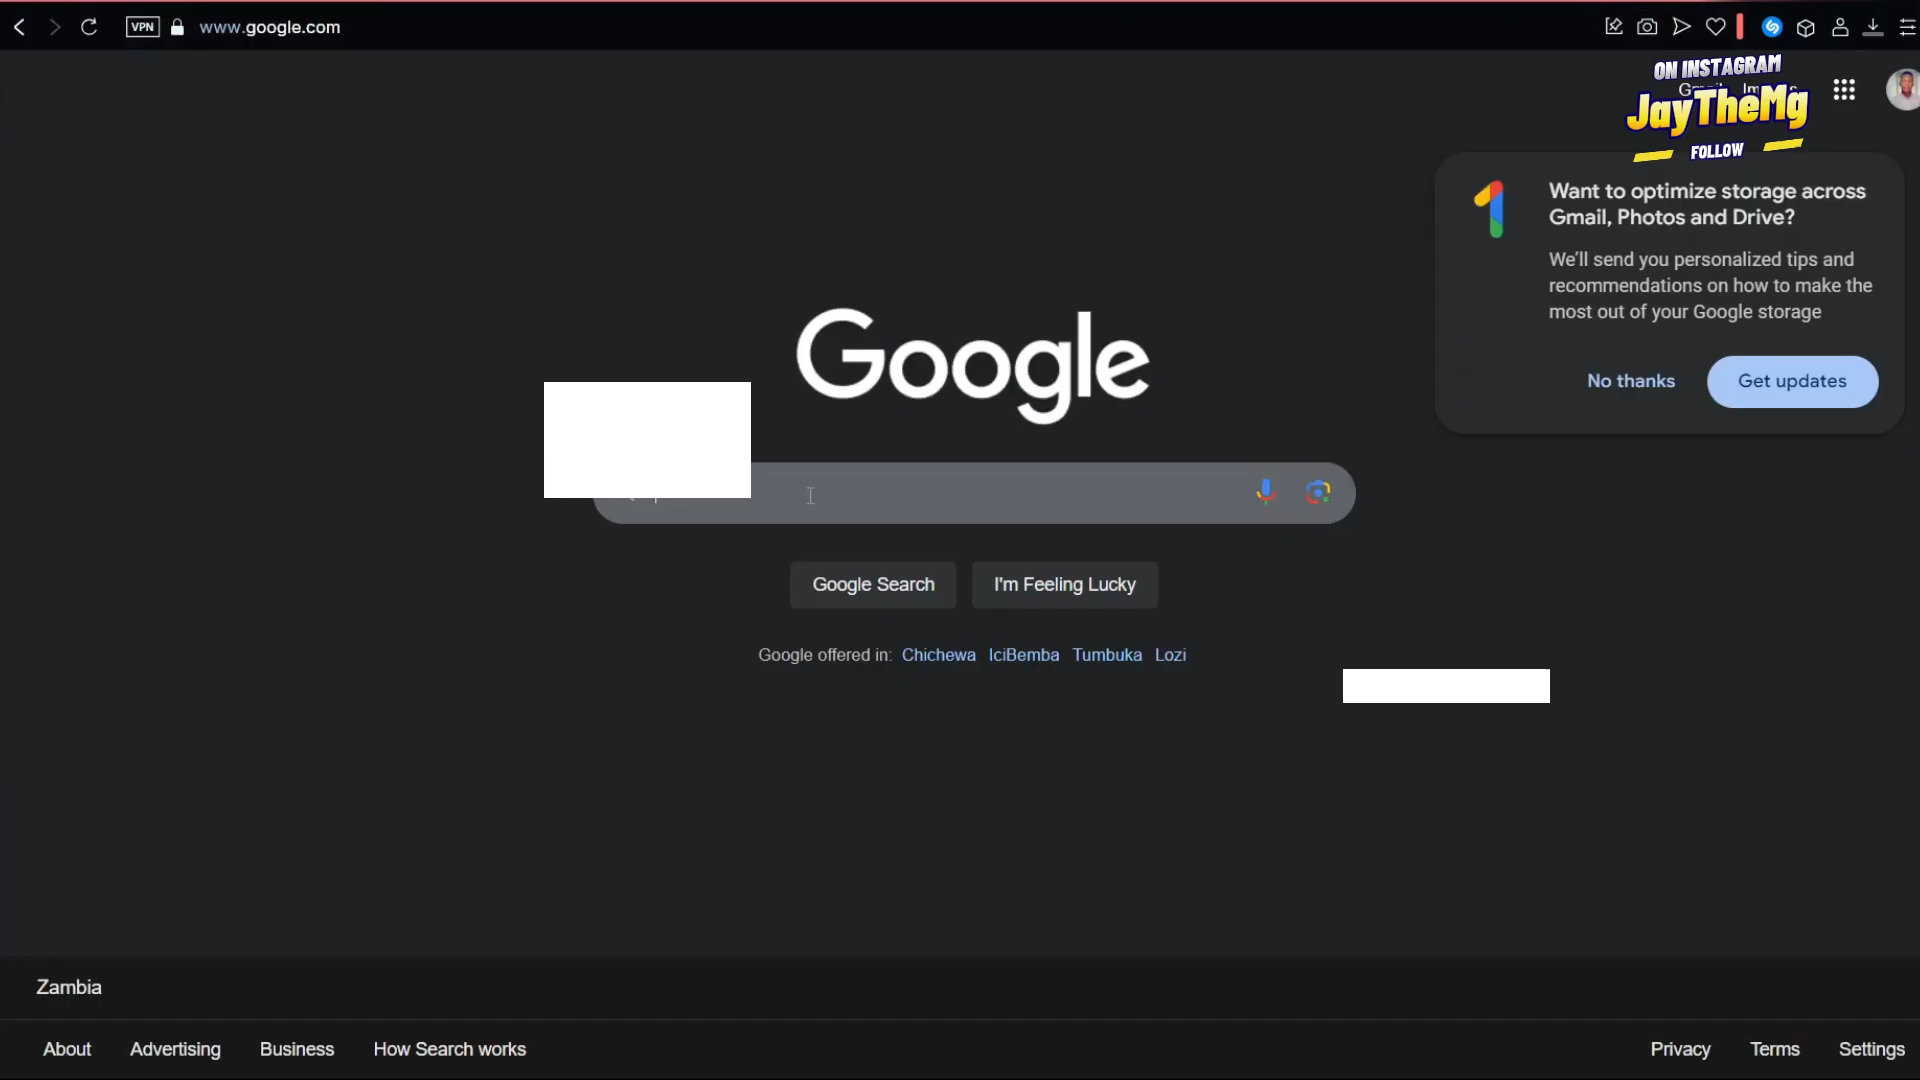 VPN
www.google.com
ON INSTAGRAM
JayTheMg
FOLLOW
Want to optimize storage across
Gmail, Photos and Drive?
We'll send you personalized tips and
recommendations on how to make the
most out of your Google storage
No thanks
Get updates
Google
Google Search
I'm Feeling Lucky
Google offered in: Chichewa IciBemba Tumbuka Lozi
Zambia
About
Advertising
Business
How Search works
Privacy
Terms
Settings